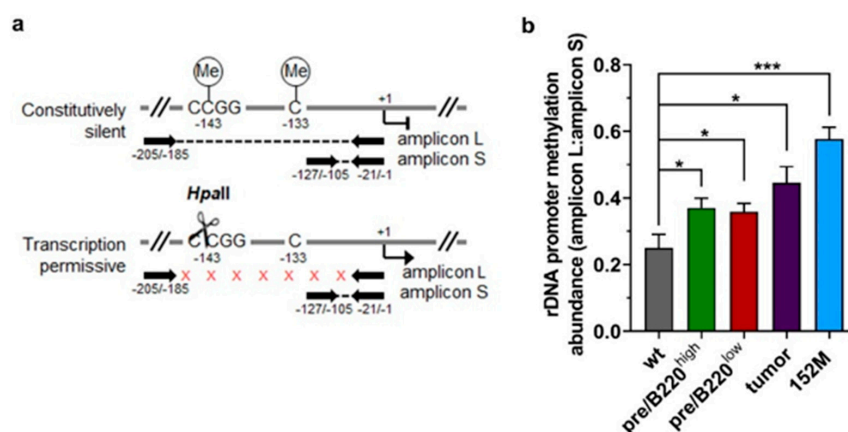 a
Me Me
+1
Constitutively
silent
// CCGG C //
-143 -133
amplicon L
amplicon S
-205/-185
-127/-105 -21/-1
HpaII
+1
Transcription
permissive
// C CGG C //
-143 -133
X X X X X X
amplicon L
amplicon S
-205/-185
-127/-105 -21/-1
b
rDNA promoter methylation
abundance (amplicon L:amplicon S)
0.8
0.6
0.4
0.2
0.0
***
*
*
*
wt
pre/B220high
pre/B220low
tumor
152M